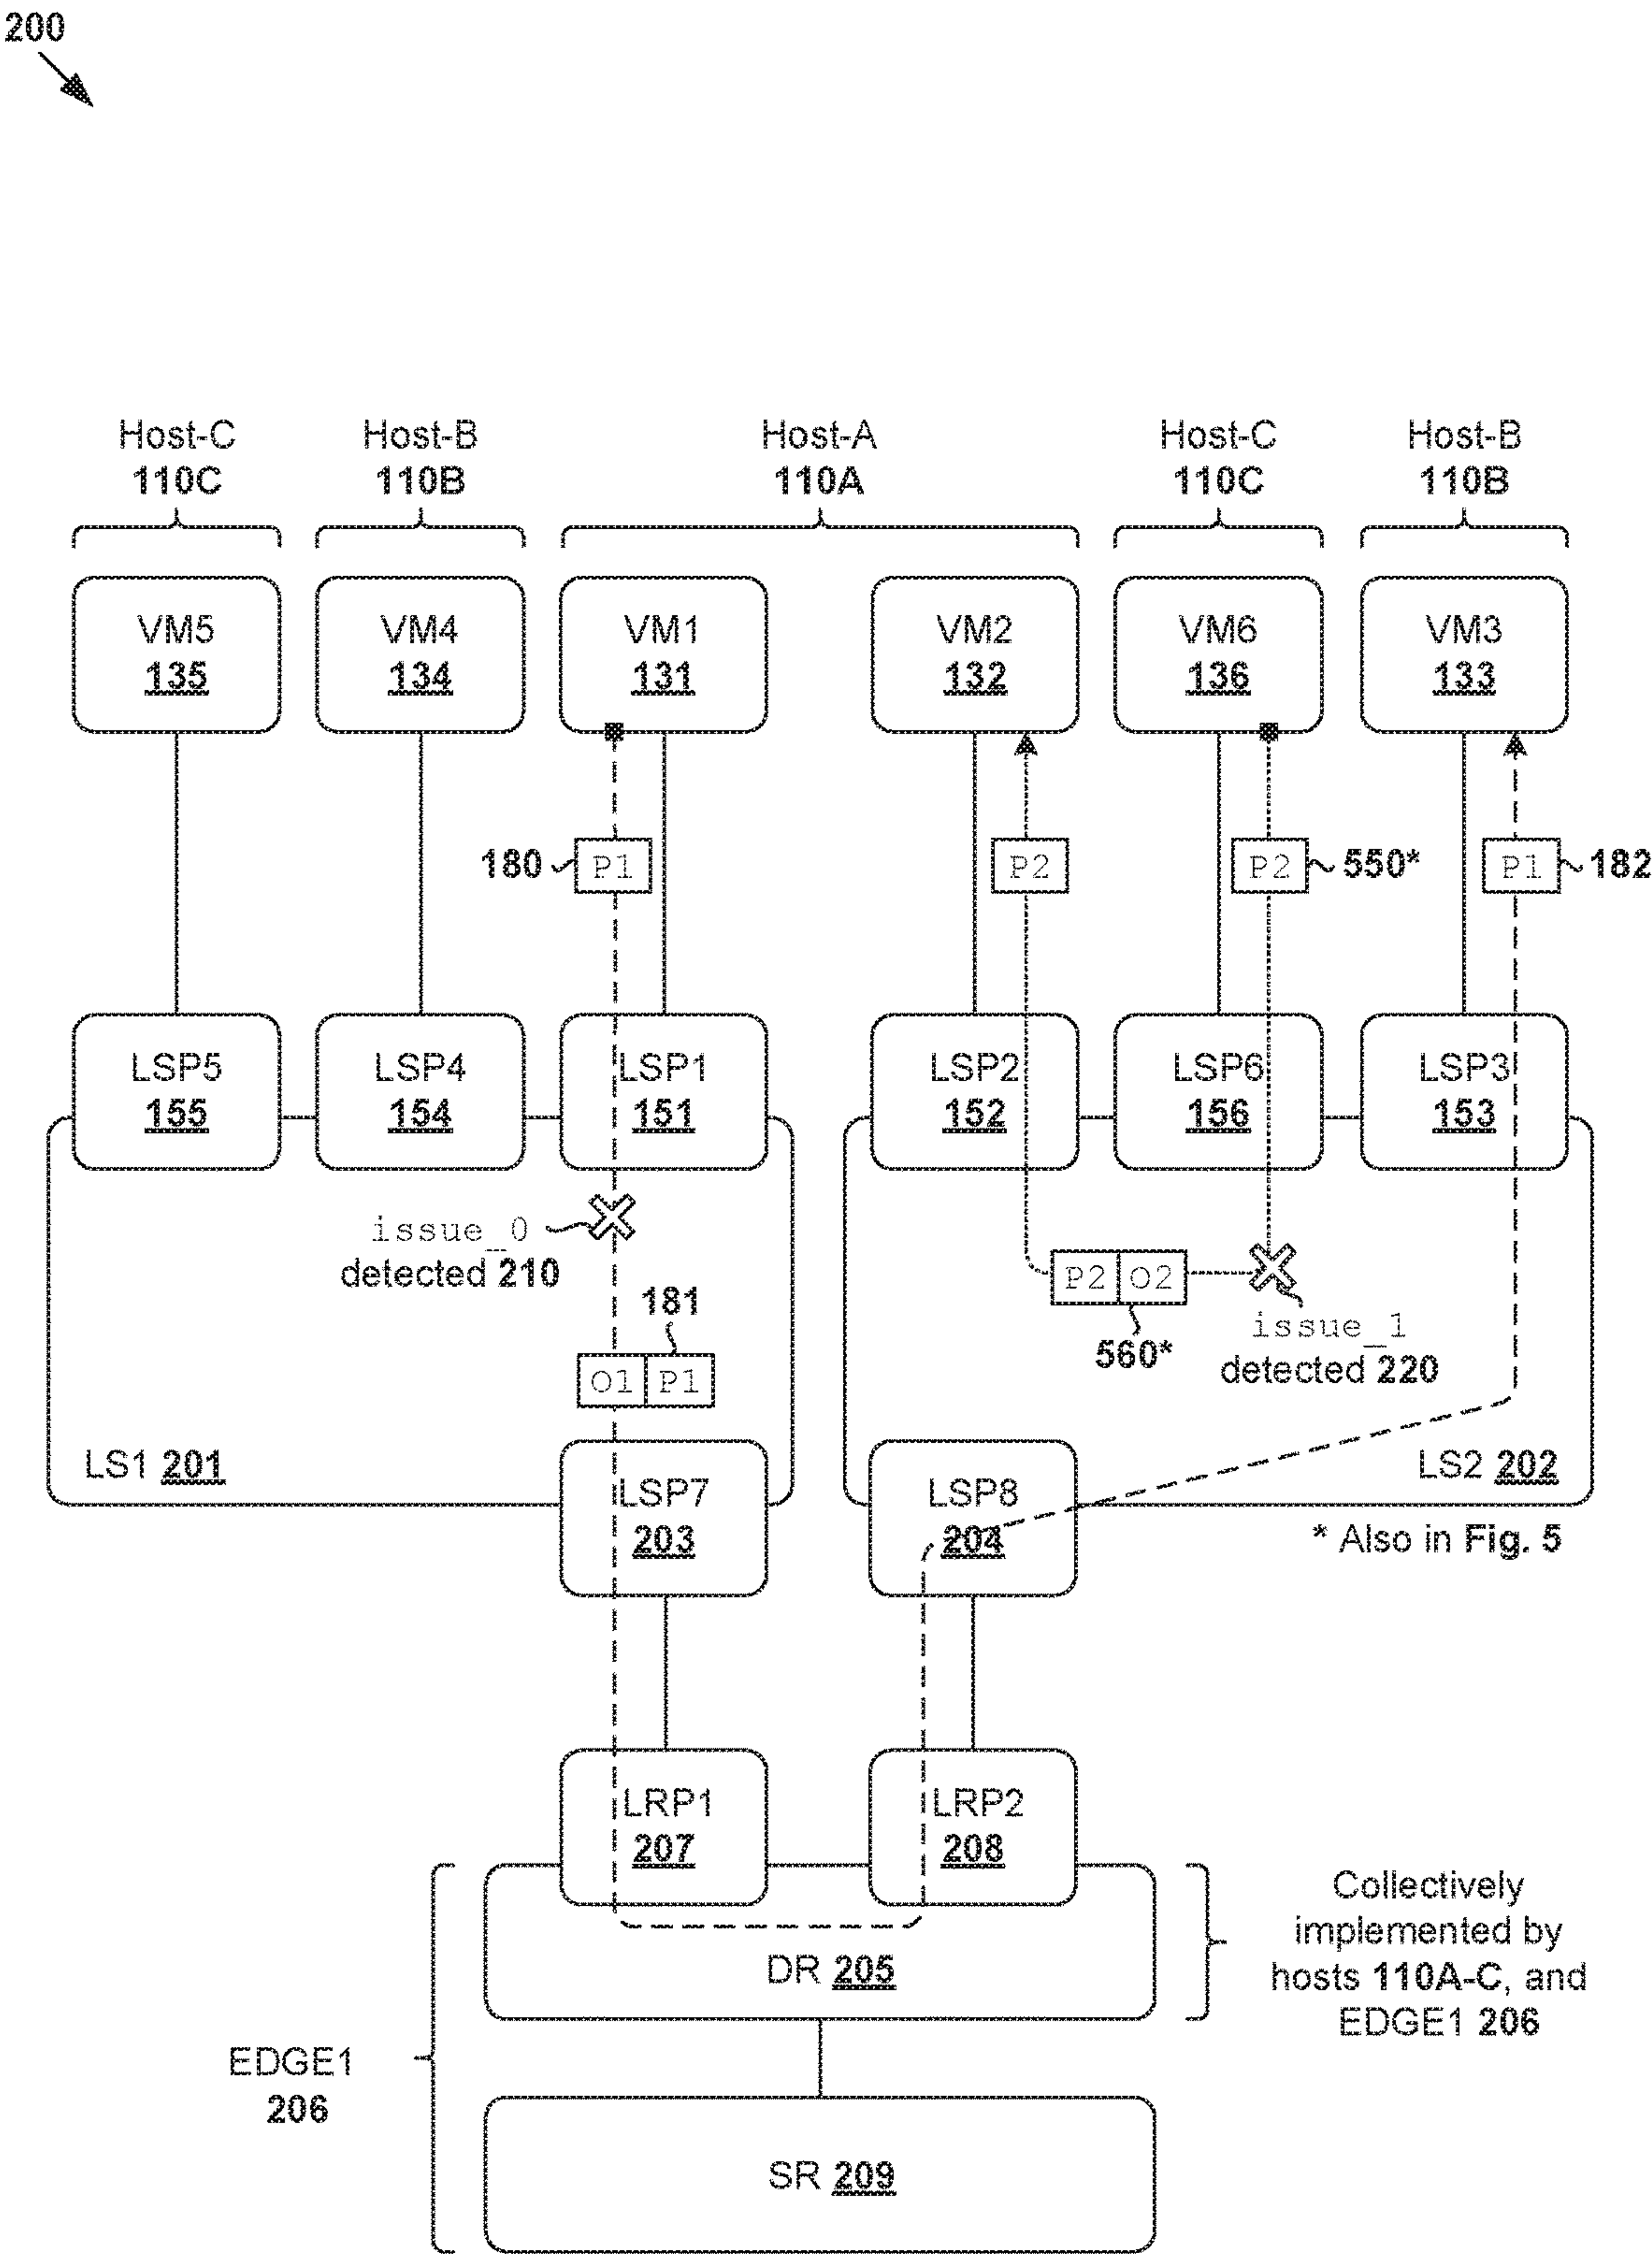 200
Host-C Host-B Host-A Host-C Host-B
110C 110B 110A 110C 110B
VM5 VM4 VM1 VM2 VM6 VM3
135 134 131 132 136 133
180 P1 P2 P2 550* P1 182
LSP5 LSP4 LSP1 LSP2 LSP6 LSP3
155 154 151 152 156 153
issue_0
detected 210
P2 O2
181
issue_1
560*
detected 220
O1 P1
LS1 201 LS2 202
LSP7 LSP8
203 204
* Also in Fig. 5
LRP1 LRP2
207 208
Collectively
implemented by
hosts 110A-C, and
EDGE1 206
DR 205
EDGE1
206
SR 209